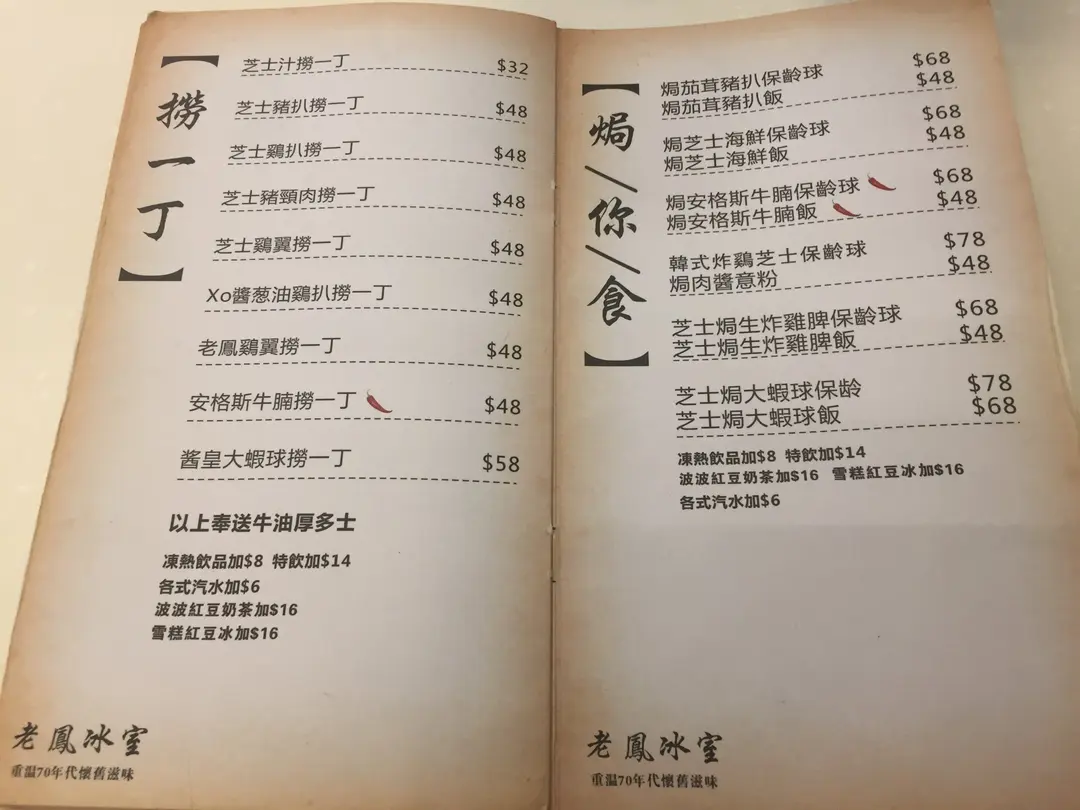 【撈一丁】
芝士汁撈一丁 $32
芝士豬扒撈一丁 $48
芝士鷄扒撈一丁 $48
芝士豬頸肉撈一丁 $48
芝士鷄翼撈一丁 $48
Xo醬葱油鷄扒撈一丁 $48
老鳳鷄翼撈一丁 $48
安格斯牛腩撈一丁 $48
酱皇大蝦球撈一丁 $58
以上奉送牛油厚多士
凍熱飲品加$8 特飲加$14
各式汽水加$6
波波紅豆奶茶加$16
雪糕紅豆冰加$16
老鳳冰室
重温70年代懷舊滋味
【焗/你/食】
焗茄茸豬扒保齡球 $68
焗茄茸豬扒飯 $48
焗芝士海鮮保齡球 $68
焗芝士海鮮飯 $48
焗安格斯牛腩保齡球 $68
焗安格斯牛腩飯 $48
韓式炸鷄芝士保齡球 $78
焗肉醬意粉 $48
芝士焗生炸雞脾保齡球 $68
芝士焗生炸雞脾飯 $48
芝士焗大蝦球保龄 $78
芝士焗大蝦球飯 $68
凍熱飲品加$8 特飲加$14
波波紅豆奶茶加$16 雪糕紅豆冰加$16
各式汽水加$6
老鳳冰室
重温70年代懷舊滋味